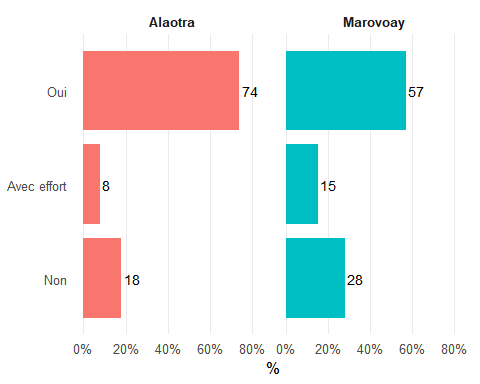 Alaotra Marovoay
Oui 74 57
Avec effort 8 15
Non 18 28
0% 20% 40% 60% 80% 0% 20% 40% 60% 80%
%